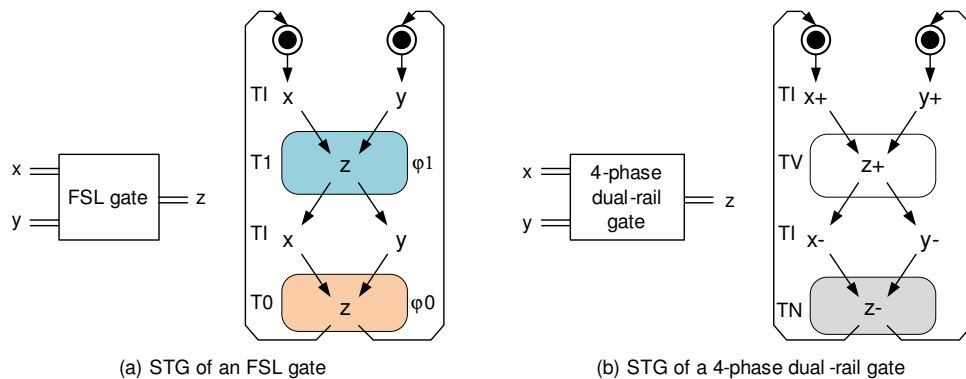 TI x y
T1 z φ1
TI x y
T0 z φ0
x
y
FSL gate
z
(a) STG of an FSL gate
TI x+ y+
TV z+
TI x- y-
TN z-
x
y
4-phase
dual-rail
gate
z
(b) STG of a 4-phase dual -rail gate